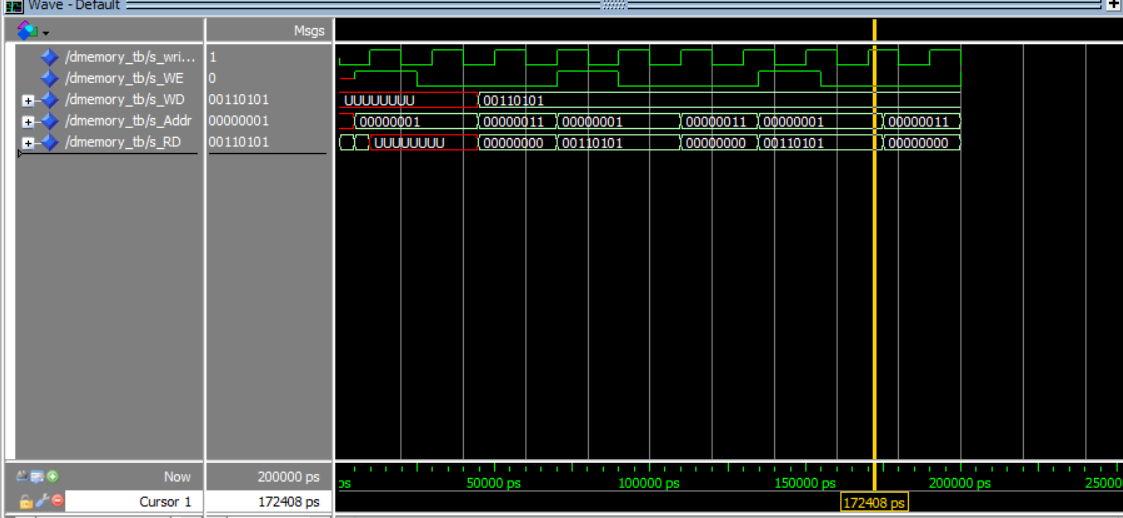 Wave - Default
Msgs
/dmemory_tb/s_wri... 1
/dmemory_tb/s_WE 0
/dmemory_tb/s_WD 00110101 UUUUUUUU 00110101
/dmemory_tb/s_Addr 00000001 00000001 00000011 00000001 00000011 00000001 00000011
/dmemory_tb/s_RD 00110101 UUUUUUUU 00000000 00110101 00000000 00110101 00000000
Now 200000 ps ps 50000 ps 100000 ps 150000 ps 200000 ps 25000
Cursor 1 172408 ps 172408 ps